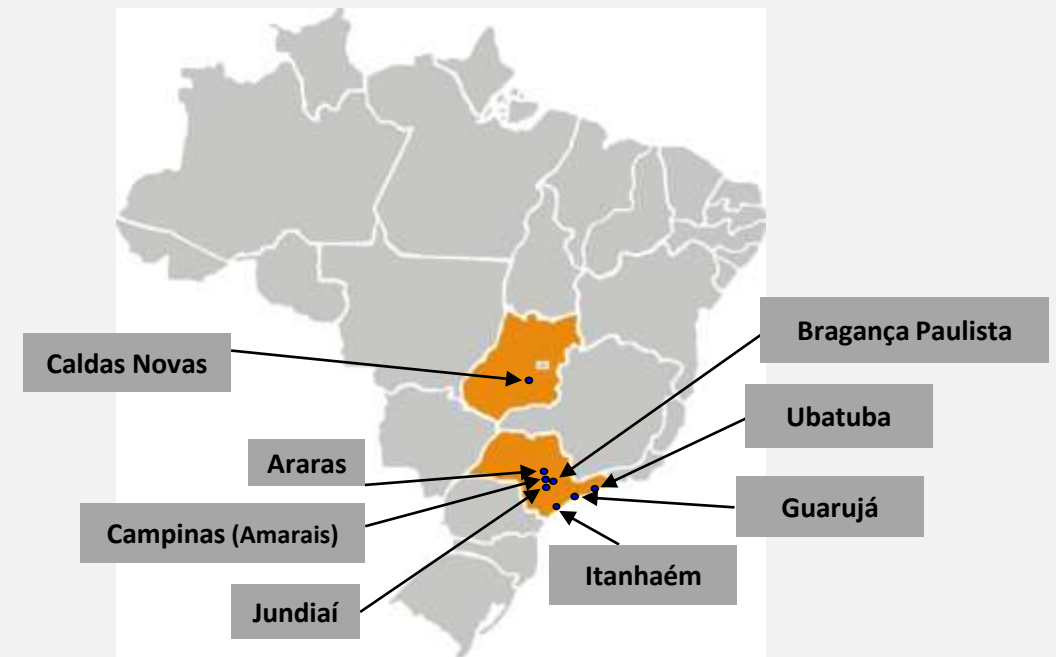 Bragança Paulista
Caldas Novas
Ubatuba
Araras
Guarujá
Campinas (Amarais)
Itanhaém
Jundiaí